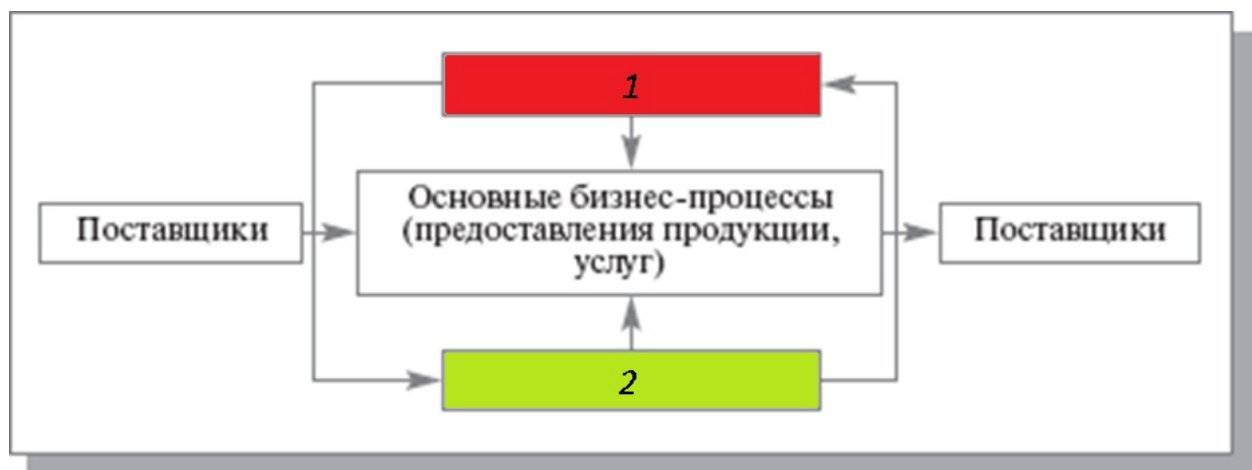 1
Поставщики
Основные бизнес-процессы
(предоставления продукции,
услуг)
Поставщики
2